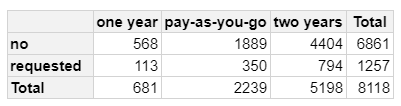 one year pay-as-you-go two years Total
no 568 1889 4404 6861
requested 113 350 794 1257
Total 681 2239 5198 8118